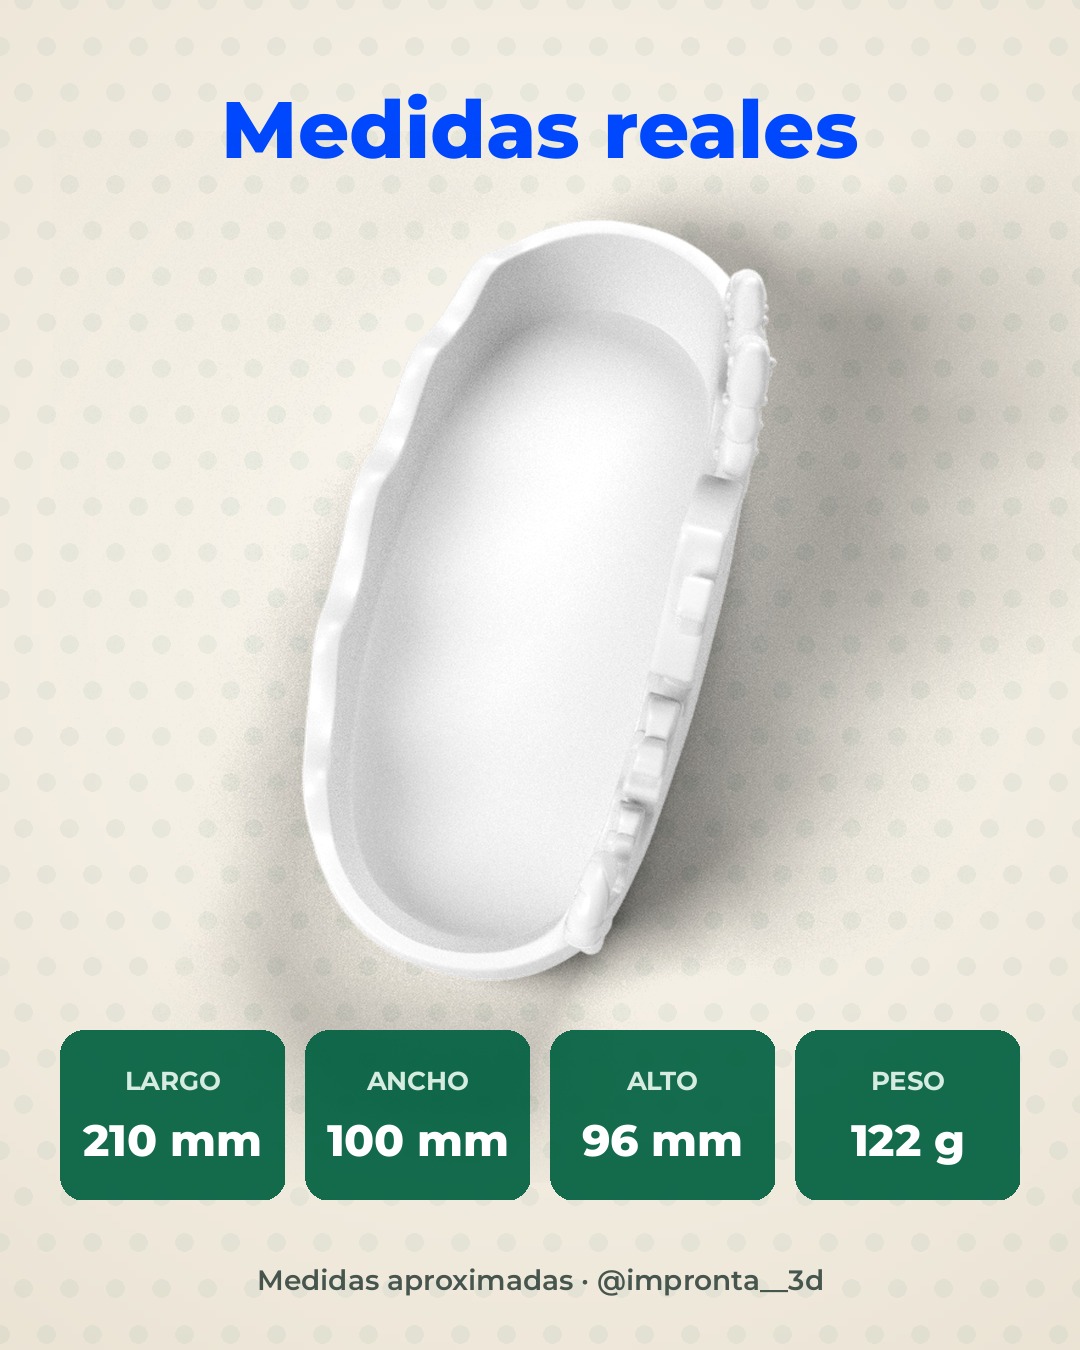 Medidas reales
LARGO
210 mm
ANCHO
100 mm
ALTO
96 mm
PESO
122 g
Medidas aproximadas · @impronta__3d